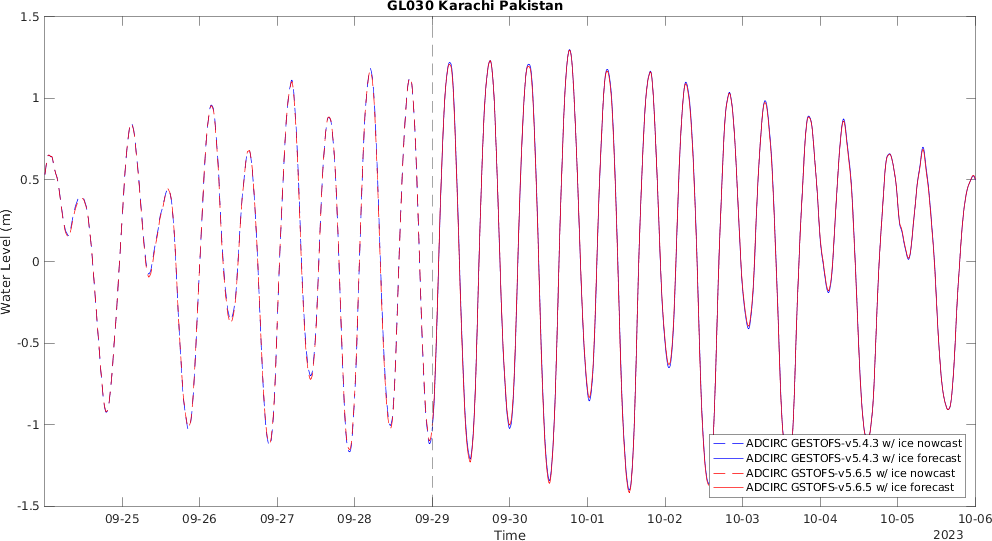 GL030 Karachi Pakistan
1.5
1
0.5
0
-0.5
-1
-1.5
Water Level (m)
ADCIRC GESTOFS-v5.4.3 w/ ice nowcast
ADCIRC GESTOFS-v5.4.3 w/ ice forecast
ADCIRC GSTOFS-v5.6.5 w/ ice nowcast
ADCIRC GSTOFS-v5.6.5 w/ ice forecast
09-25 09-26 09-27 09-28 09-29 09-30 10-01 10-02 10-03 10-04 10-05 10-06
Time
2023